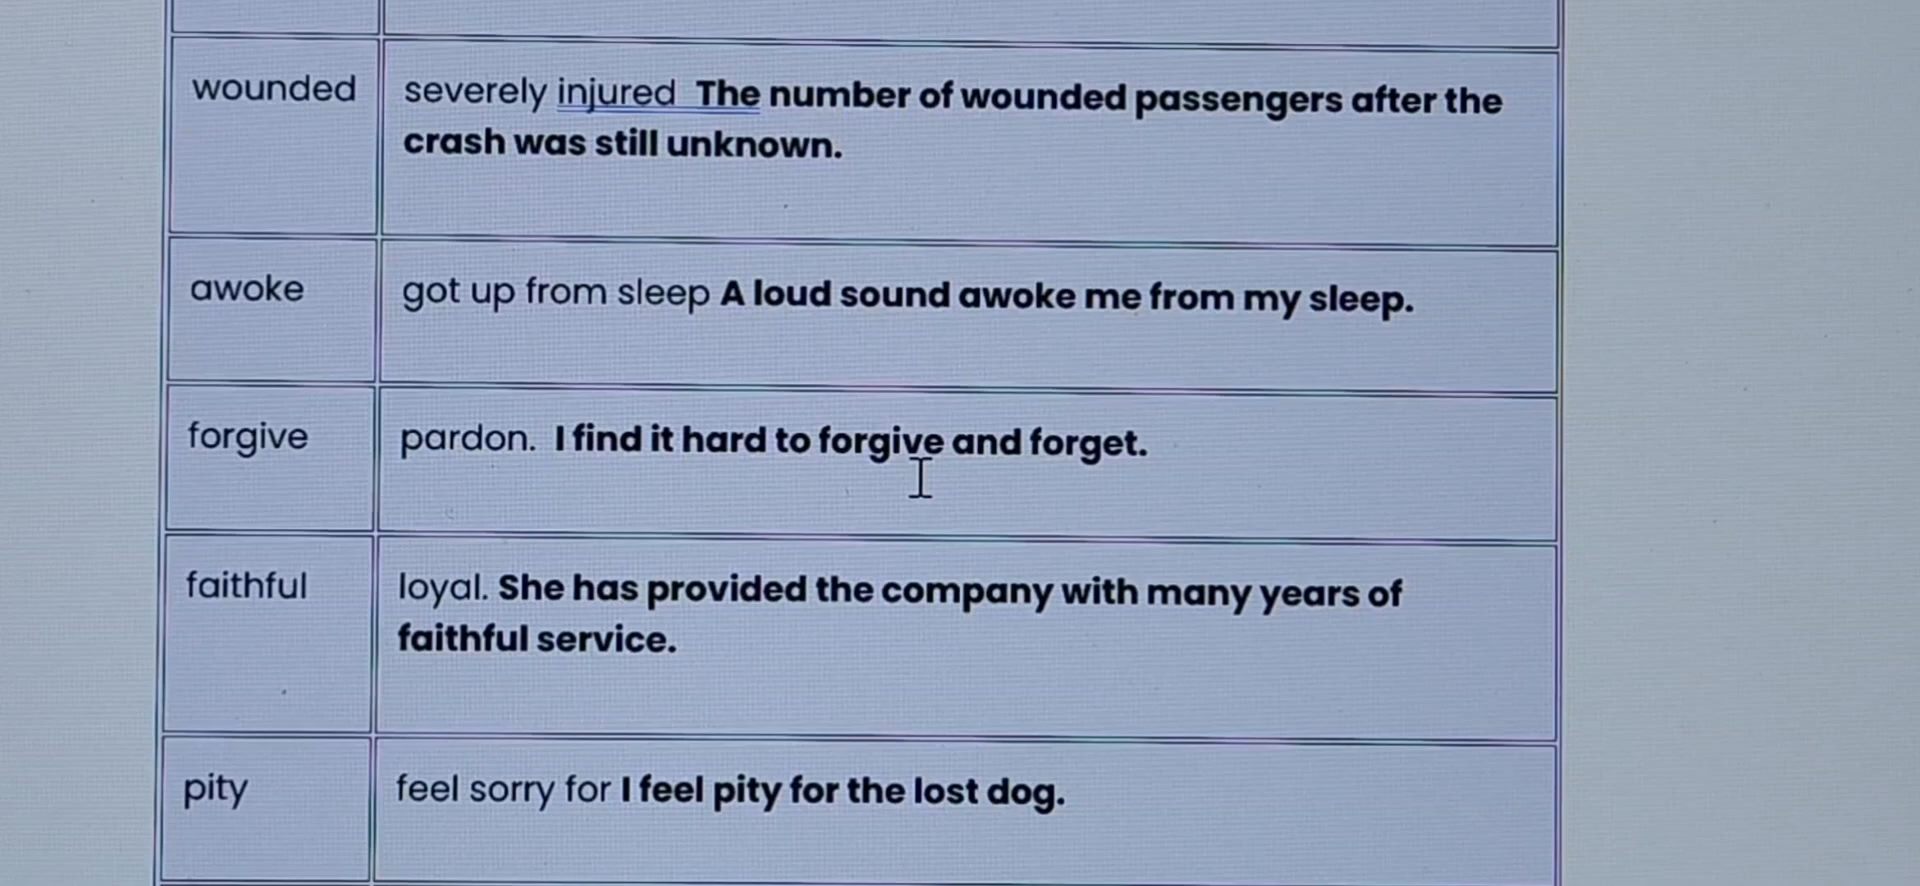 wounded
severely injured  The number of wounded passengers after the
crash was still unknown.
awoke
got up from sleep A loud sound awoke me from my sleep.
forgive
pardon.  I find it hard to forgive and forget.
faithful
loyal. She has provided the company with many years of
faithful service.
pity
feel sorry for I feel pity for the lost dog.